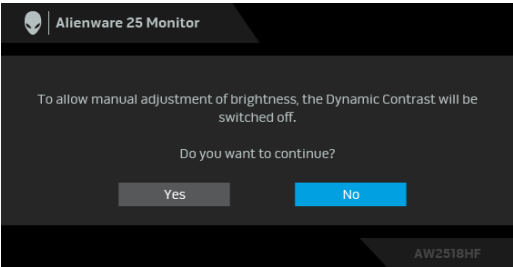 Alienware 25 Monitor
To allow manual adjustment of brightness, the Dynamic Contrast will be
switched off.
Do you want to continue?
Yes
No
AW2518HF